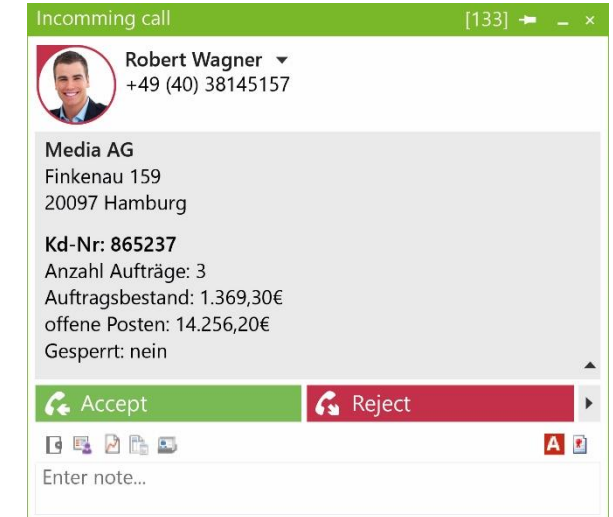 Incomming call [133]
Robert Wagner
+49 (40) 38145157
Media AG
Finkenau 159
20097 Hamburg
Kd-Nr: 865237
Anzahl Aufträge: 3
Auftragsbestand: 1.369,30€
offene Posten: 14.256,20€
Gesperrt: nein
Accept Reject
A
Enter note...